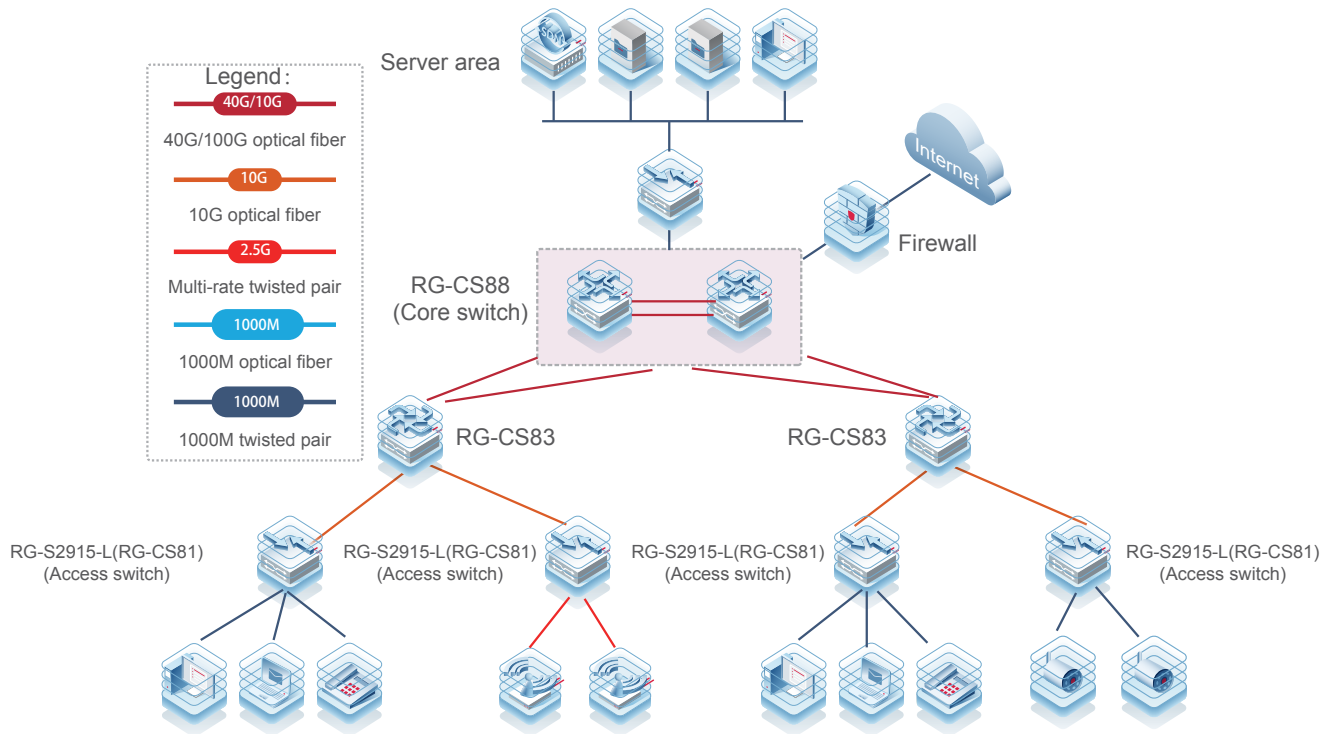 Server area
Legend:
40G/10G
40G/100G optical fiber
10G
10G optical fiber
2.5G
Multi-rate twisted pair
1000M
1000M optical fiber
1000M
1000M twisted pair
SDN
Internet
Firewall
RG-CS88
(Core switch)
RG-CS83
RG-CS83
RG-S2915-L(RG-CS81)
(Access switch)
RG-S2915-L(RG-CS81)
(Access switch)
RG-S2915-L(RG-CS81)
(Access switch)
RG-S2915-L(RG-CS81)
(Access switch)